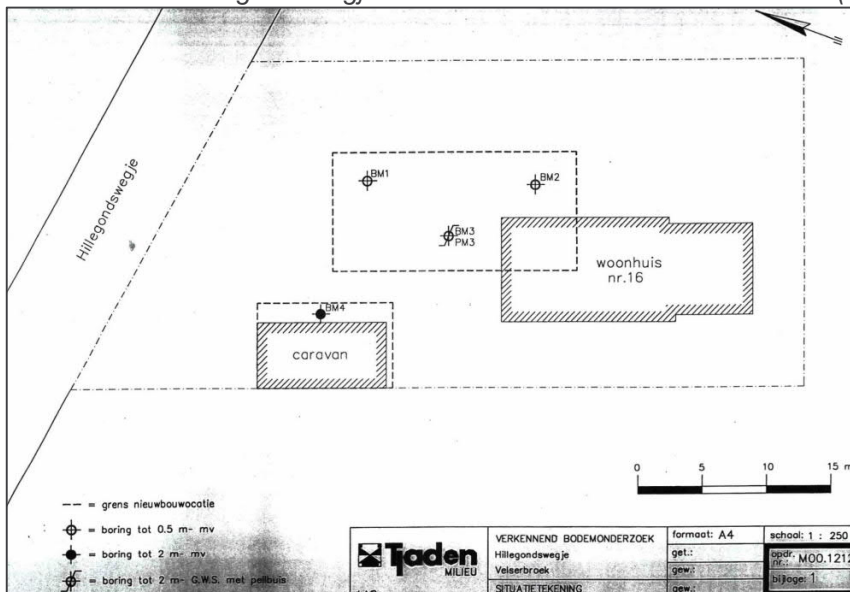 Hillegondswegje
BM1
BM2
BM3
PM3
woonhuis
nr.16
BM4
caravan
0 5 10 15 m
--- = grens nieuwbouwocatie
= boring tot 0.5 m- mv
= boring tot 2 m- mv
= boring tot 2 m- G.W.S. met peilbuis
Tjaden
MILIEU
VERKENNEND BODEMONDERZOEK
Hillegondswegje
Velserbroek
SITUATIETEKENING
formaat: A4
get.:
gew.:
gew.:
schaal: 1 : 250
opdr.
nr.: M00.1212
bijlage: 1